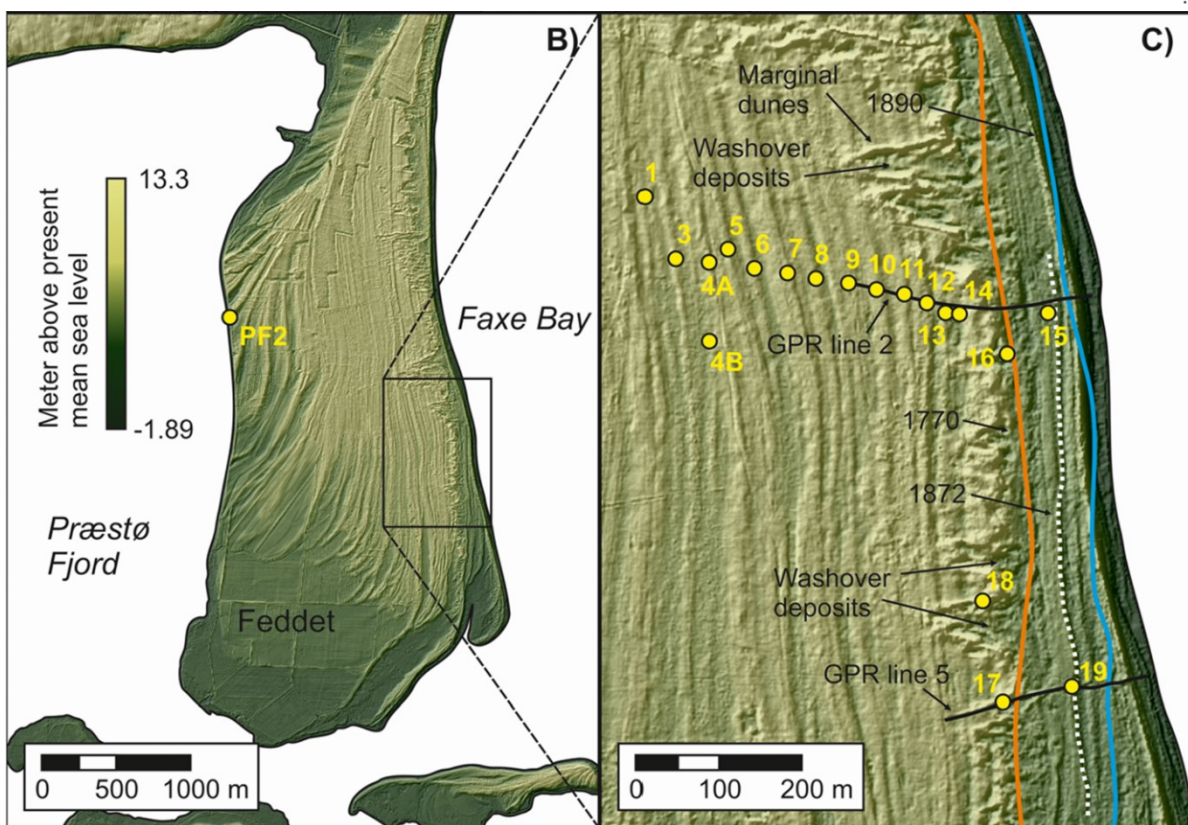 B)
13.3
Meter above present
mean sea level
-1.89
PF2
Faxe Bay
Præstø
Fjord
Feddet
0 500 1000 m
C)
Marginal
dunes
1890
Washover
deposits
1
3
4A
5
6
7
8
9
10
11
12
13
14
15
4B
GPR line 2
16
1770
1872
Washover
deposits
18
GPR line 5
17
19
0 100 200 m